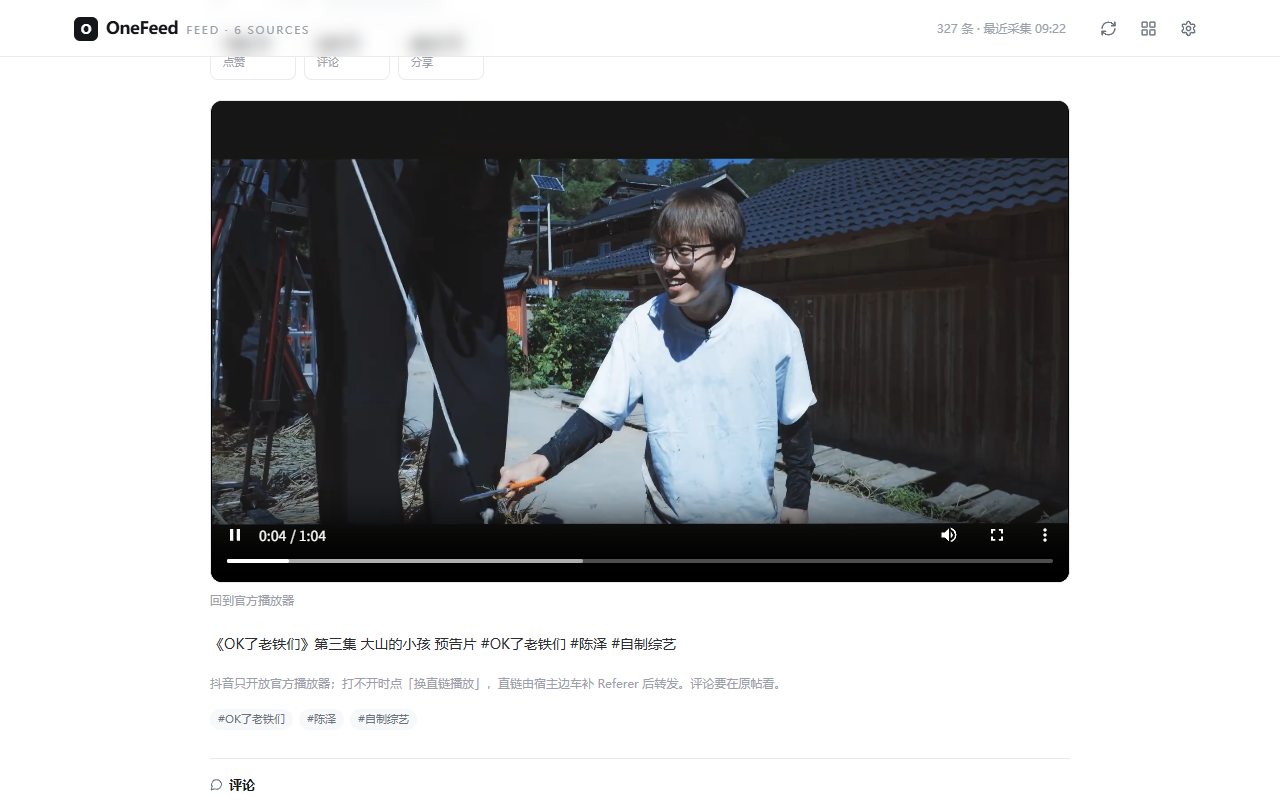 O OneFeed FEED · 6 SOURCES
327 条 · 最近采集 09:22
点赞 评论 分享
0:04 / 1:04
回到官方播放器
《OK了老铁们》第三集 大山的小孩 预告片 #OK了老铁们 #陈泽 #自制综艺
抖音只开放官方播放器；打不开时点「换直链播放」，直链由宿主边车补 Referer 后转发。评论要在原帖看。
#OK了老铁们 #陈泽 #自制综艺
评论